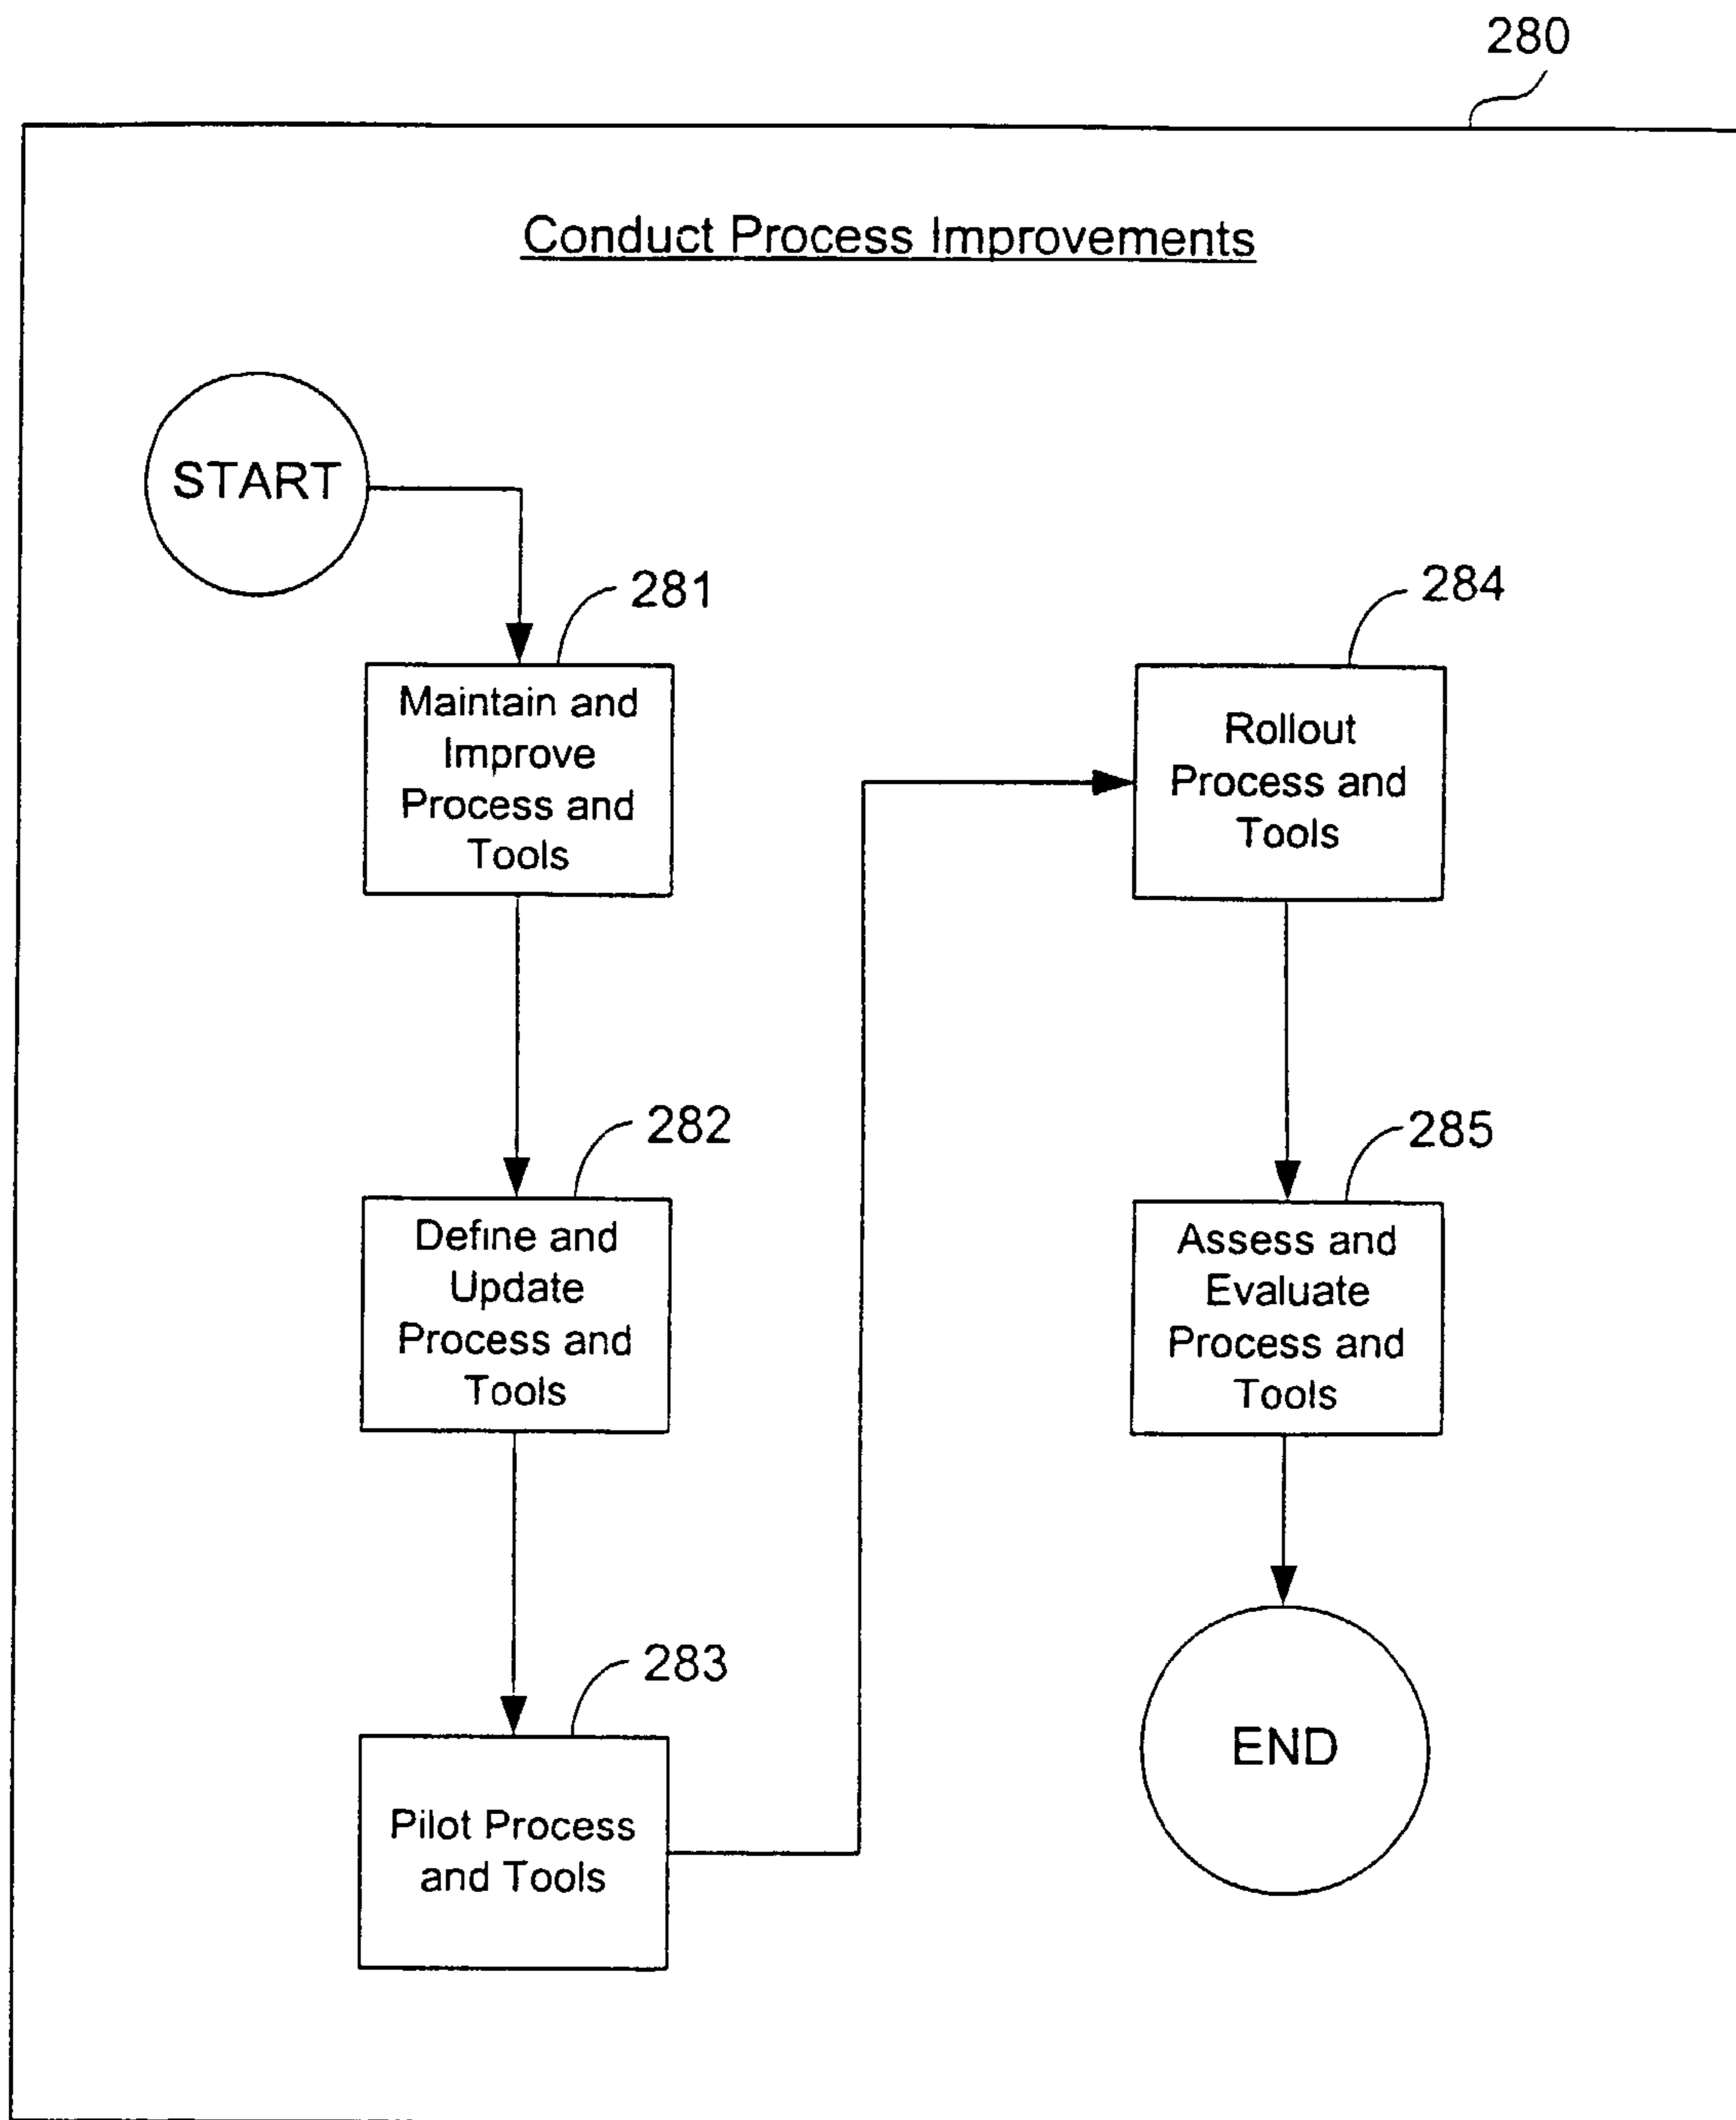 280
Conduct Process Improvements
START
281
Maintain and
Improve
Process and
Tools
282
Define and
Update
Process and
Tools
283
Pilot Process
and Tools
284
Rollout
Process and
Tools
285
Assess and
Evaluate
Process and
Tools
END